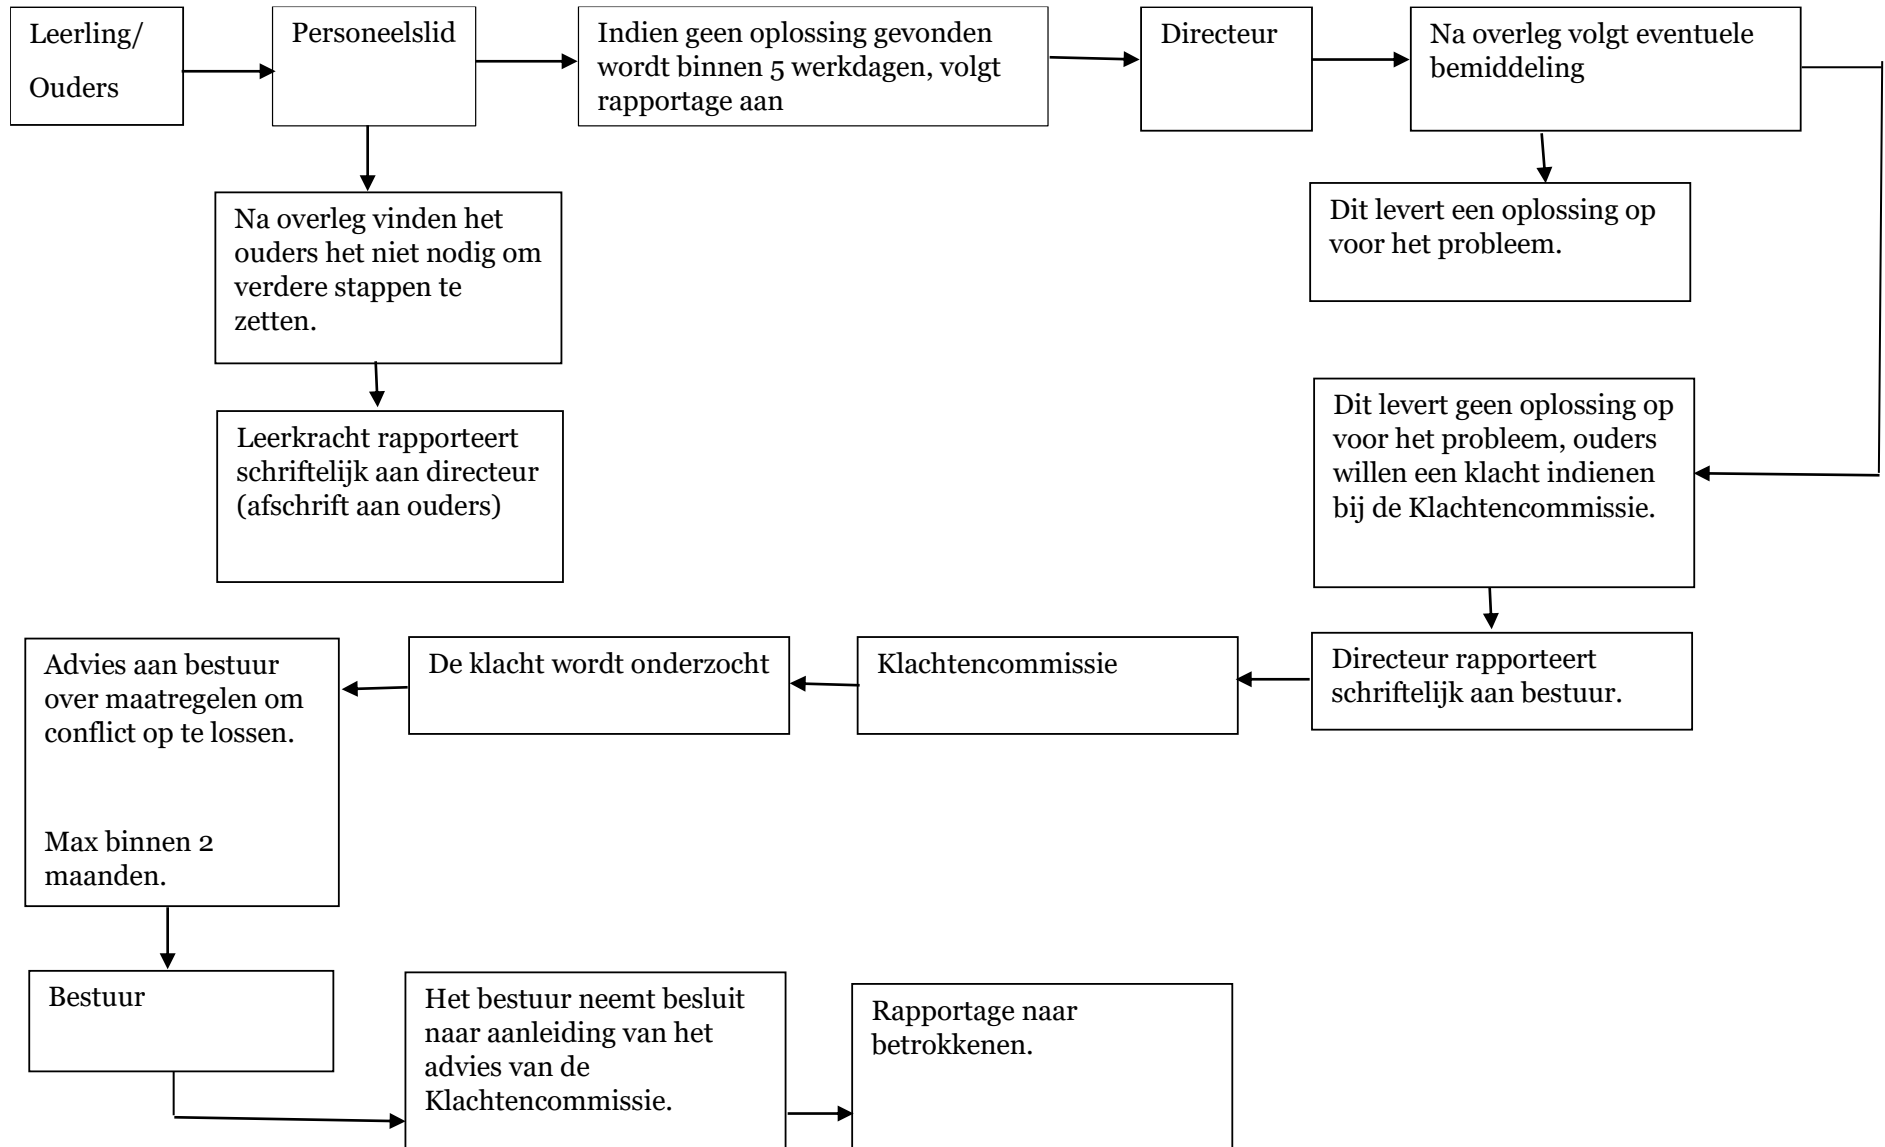 Leerling/
Ouders
Personeelslid
Indien geen oplossing gevonden
wordt binnen 5 werkdagen, volgt
rapportage aan
Directeur
Na overleg volgt eventuele
bemiddeling
Na overleg vinden het
ouders het niet nodig om
verdere stappen te
zetten.
Dit levert een oplossing op
voor het probleem.
Leerkracht rapporteert
schriftelijk aan directeur
(afschrift aan ouders)
Dit levert geen oplossing op
voor het probleem, ouders
willen een klacht indienen
bij de Klachtencommissie.
Directeur rapporteert
schriftelijk aan bestuur.
Klachtencommissie
De klacht wordt onderzocht
Advies aan bestuur
over maatregelen om
conflict op te lossen.
Max binnen 2
maanden.
Bestuur
Het bestuur neemt besluit
naar aanleiding van het
advies van de
Klachtencommissie.
Rapportage naar
betrokkenen.